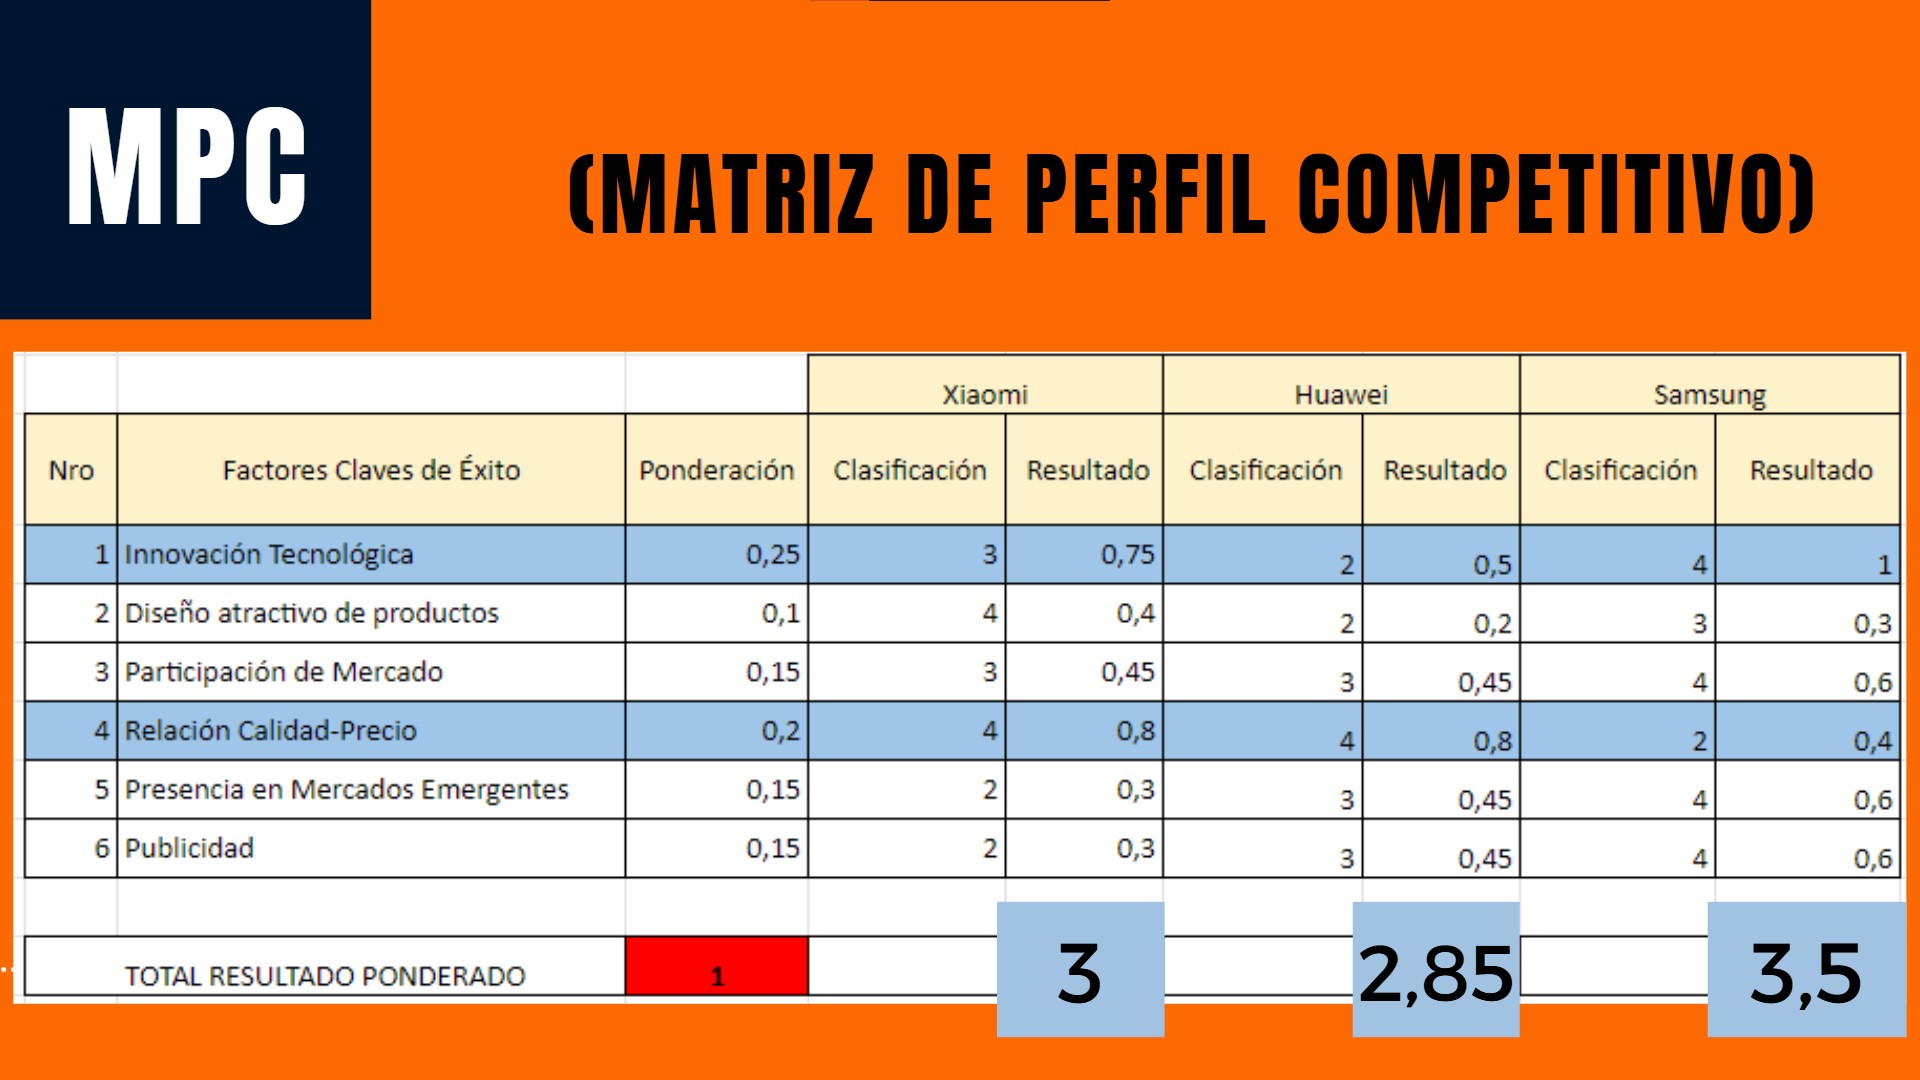 MPC
(MATRIZ DE PERFIL COMPETITIVO)
Xiaomi Huawei Samsung
Nro Factores Claves de Éxito Ponderación Clasificación Resultado Clasificación Resultado Clasificación Resultado
1 Innovación Tecnológica 0,25 3 0,75 2 0,5 4 1
2 Diseño atractivo de productos 0,1 4 0,4 2 0,2 3 0,3
3 Participación de Mercado 0,15 3 0,45 3 0,45 4 0,6
4 Relación Calidad-Precio 0,2 4 0,8 4 0,8 2 0,4
5 Presencia en Mercados Emergentes 0,15 2 0,3 3 0,45 4 0,6
6 Publicidad 0,15 2 0,3 3 0,45 4 0,6
TOTAL RESULTADO PONDERADO 1 3 2,85 3,5